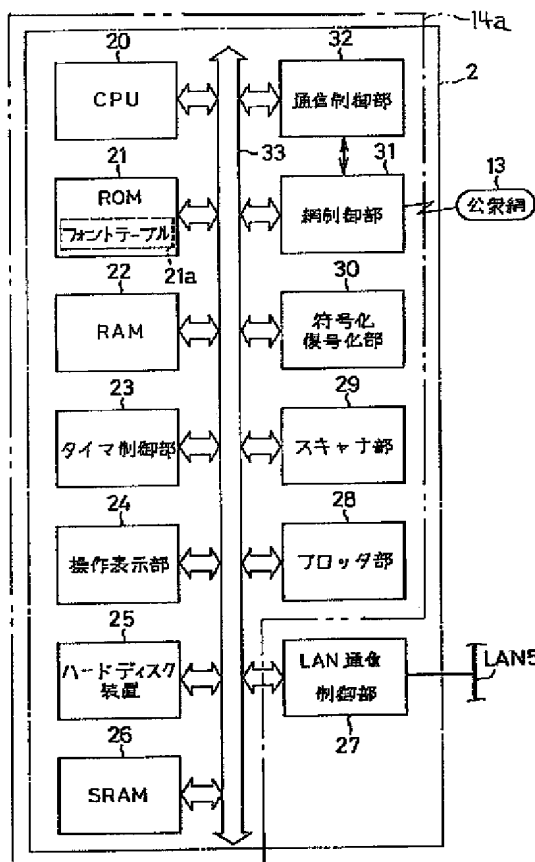 14a
20
32
2
CPU
通信制御部
33
21
31
13
ROM
網制御部
公衆網
フォントテーブル
21a
22
30
RAM
符号化
復号化部
23
29
タイマ制御部
スキャナ部
24
28
操作表示部
プロッタ部
25
ハードディスク
装置
LAN通信
制御部
LAN5
27
26
SRAM